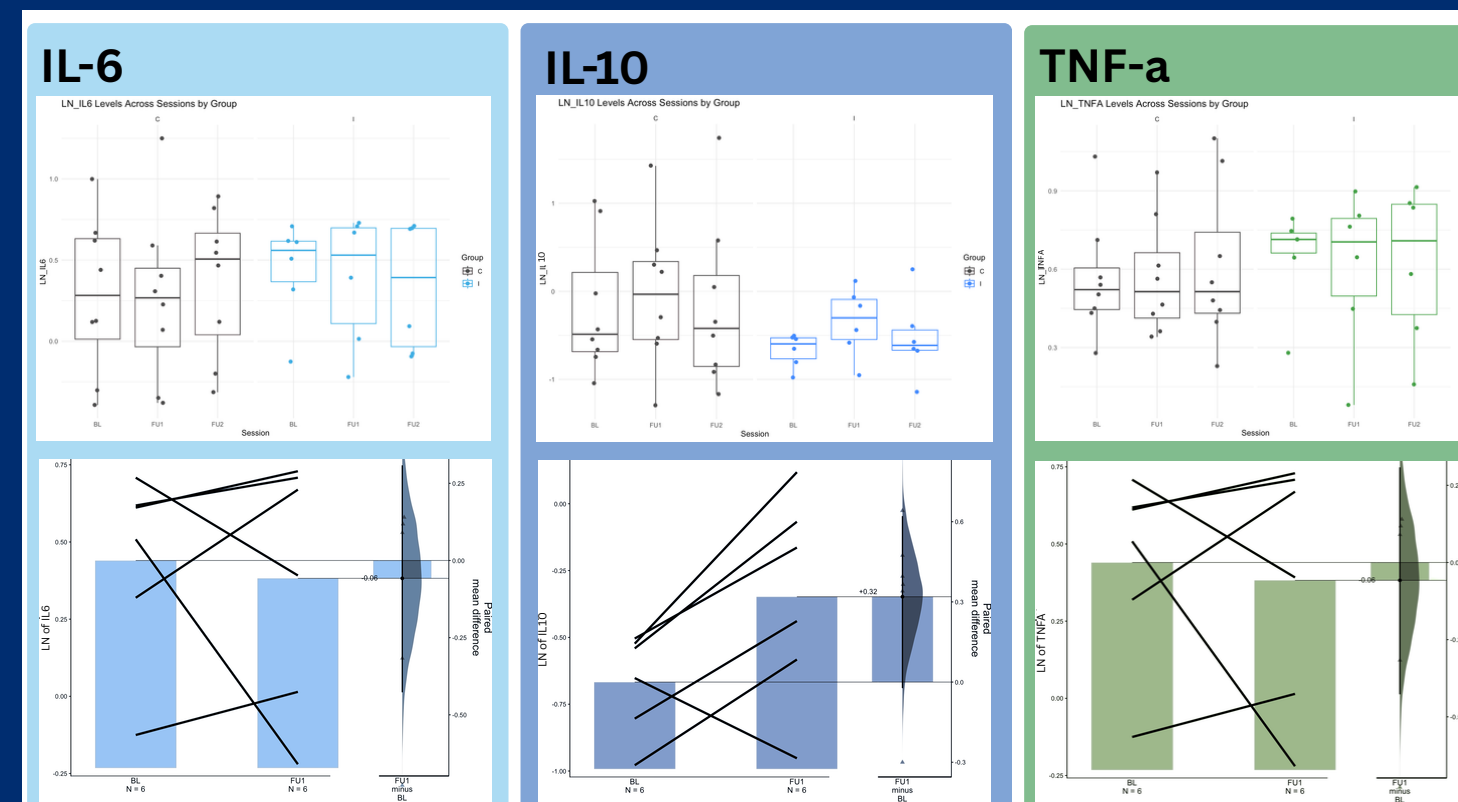 IL-6
LN_IL6 Levels Across Sessions by Group
C
I
1.0
0.5
0.0
LN_IL6
BL
FU1
FU2
BL
FU1
FU2
Session
Group
C
I
0.75
0.50
0.25
0.00
-0.25
LN of IL6
-0.06
0.25
0.00
-0.25
-0.50
Paired
mean difference
BL
N = 6
FU1
N = 6
FU1
minus
BL
IL-10
LN_IL10 Levels Across Sessions by Group
C
I
1
0
-1
LN_IL10
BL
FU1
FU2
BL
FU1
FU2
Session
Group
C
I
0.00
-0.25
-0.50
-0.75
-1.00
LN of IL10
+0.32
0.6
0.3
0.0
-0.3
Paired
mean difference
BL
N = 6
FU1
N = 6
FU1
minus
BL
TNF-a
LN_TNFA Levels Across Sessions by Group
C
I
0.9
0.6
0.3
LN_TNFA
BL
FU1
FU2
BL
FU1
FU2
Session
0.75
0.50
0.25
0.00
-0.25
LN of TNFA
-0.06
BL
N = 6
FU1
N = 6
FU1
minus
BL